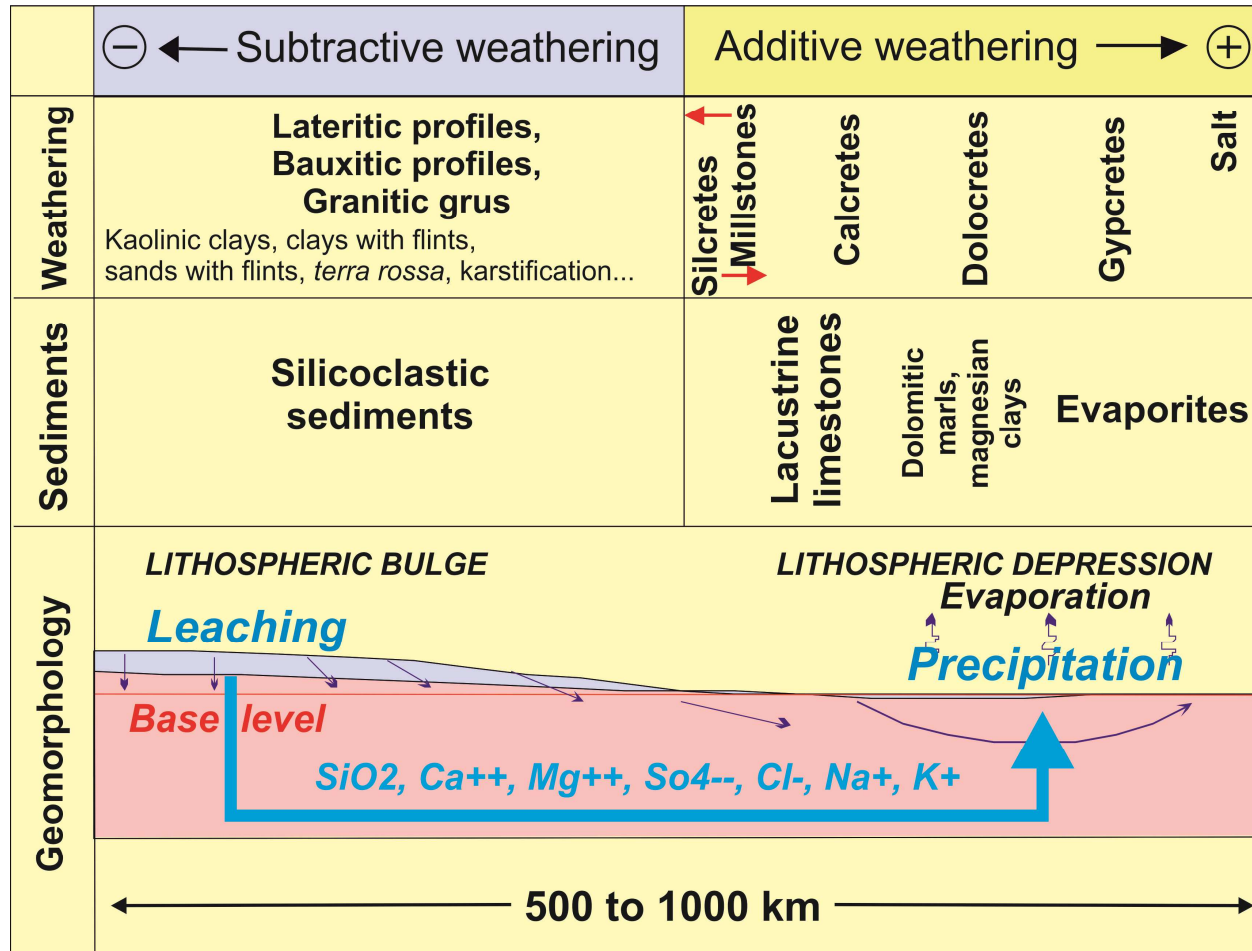 − Subtractive weathering
Additive weathering +
Weathering
Lateritic profiles,
Bauxitic profiles,
Granitic grus
Kaolinic clays, clays with flints,
sands with flints, terra rossa, karstification...
Silcretes
Millstones
Calcretes
Dolocretes
Gypcretes
Salt
Sediments
Silicoclastic
sediments
Lacustrine
limestones
Dolomitic
marls,
magnesian
clays
Evaporites
Geomorphology
LITHOSPHERIC BULGE
LITHOSPHERIC DEPRESSION
Evaporation
Leaching
Precipitation
Base level
SiO2, Ca++, Mg++, So4--, Cl-, Na+, K+
500 to 1000 km